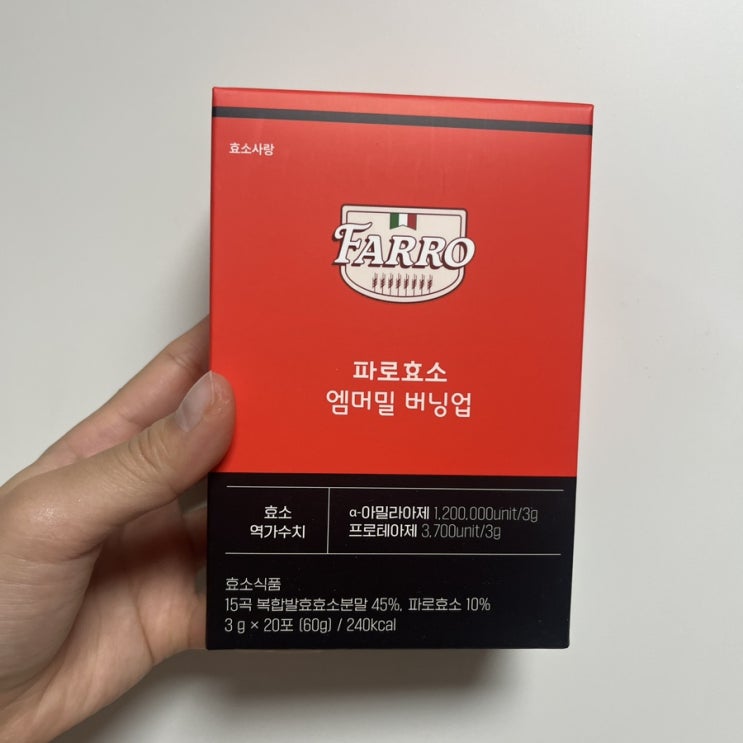 효소사랑
FARRO
파로효소
엠머밀 버닝업
효소
역가수치
α-아밀라아제 1,200,000unit/3g
프로테아제 3,700unit/3g
효소식품
15곡 복합발효효소분말 45%, 파로효소 10%
3 g × 20포 (60g) / 240kcal